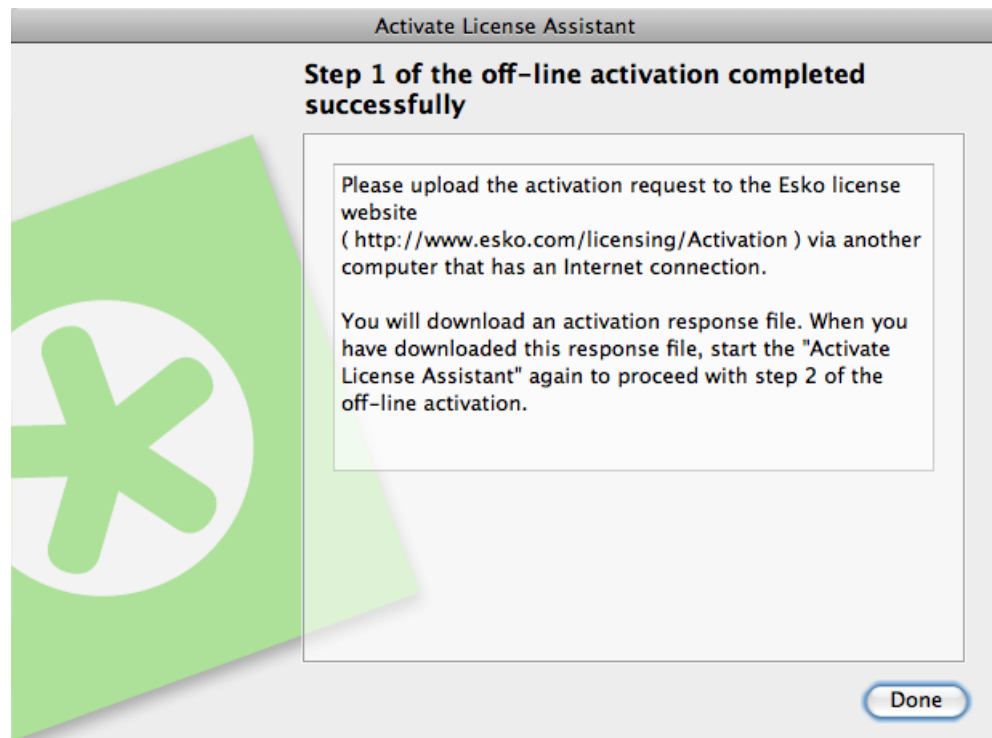 Activate License Assistant
Step 1 of the off-line activation completed
successfully
Please upload the activation request to the Esko license
website
( http://www.esko.com/licensing/Activation ) via another
computer that has an Internet connection.
You will download an activation response file. When you
have downloaded this response file, start the "Activate
License Assistant" again to proceed with step 2 of the
off-line activation.
Done